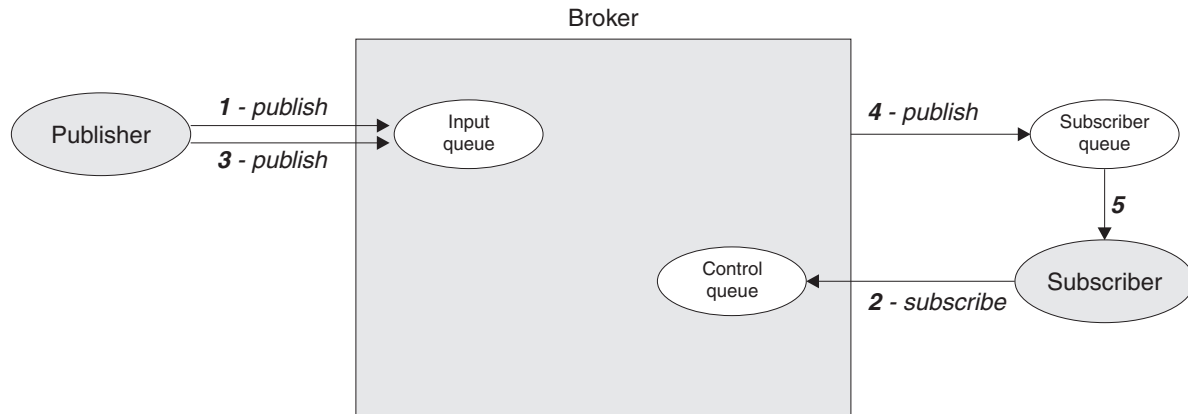 Broker
1 - publish
Publisher
3 - publish
Input
queue
4 - publish
Subscriber
queue
5
Control
queue
Subscriber
2 - subscribe